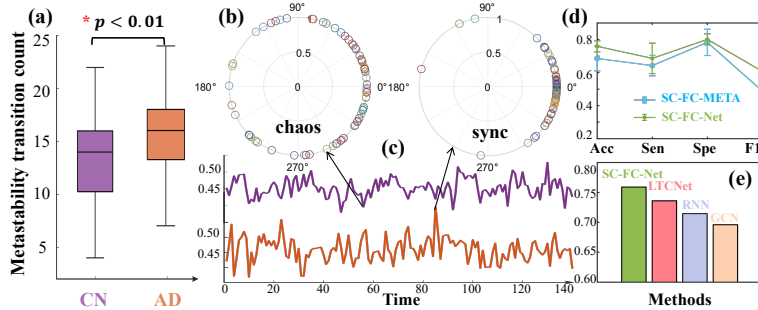 (a)
* p < 0.01
Metastability transition count
25
20
15
10
5
CN
AD
(b)
90°
1
0.5
180°
0°
270°
chaos
90°
1
0.5
180°
0°
270°
sync
(c)
0.50
0.45
0.50
0.45
0
20
40
60
80
100
120
140
Time
(d)
0.8
0.6
0.4
0.2
SC-FC-META
SC-FC-Net
Acc
Sen
Spe
F1
(e)
0.80
0.75
0.70
0.65
0.60
SC-FC-Net
LTCNet
RNN
GCN
Methods